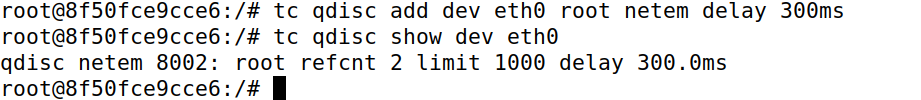 root@8f50fce9cce6:/# tc qdisc add dev eth0 root netem delay 300ms
root@8f50fce9cce6:/# tc qdisc show dev eth0
qdisc netem 8002: root refcnt 2 limit 1000 delay 300.0ms
root@8f50fce9cce6:/#